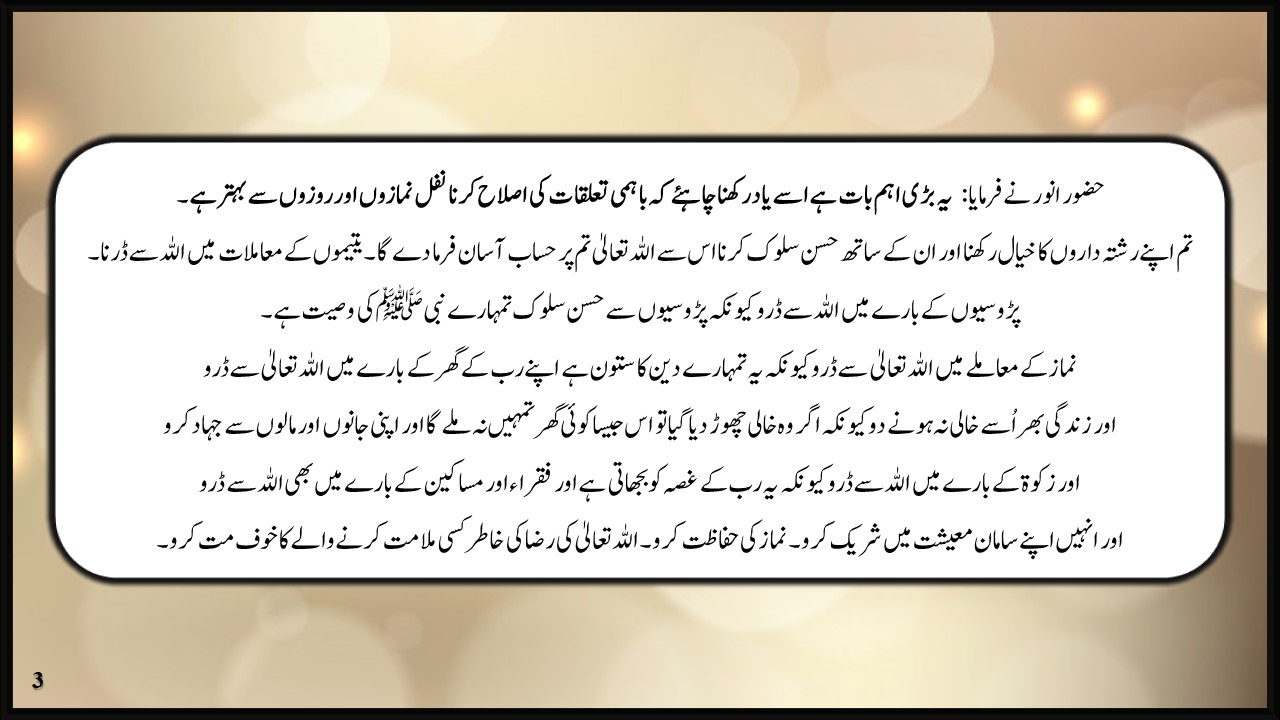 حضور انور نے فرمایا: یہ بڑی اہم بات ہے اسے یاد رکھنا چاہئے کہ باہمی تعلقات کی اصلاح کرنا نفل نمازوں اور روزوں سے بہتر ہے۔
تم اپنے رشتہ داروں کا خیال رکھنا اور ان کے ساتھ حسن سلوک کرنا اس سے اللہ تعالیٰ تم پر حساب آسان فرمادے گا۔ یتیموں کے معاملات میں اللہ سے ڈرنا۔
پڑوسیوں کے بارے میں اللہ سے ڈرو کیونکہ پڑوسیوں سے حسن سلوک تمہارے نبی ﷺ کی وصیت ہے۔
نماز کے معاملے میں اللہ تعالیٰ سے ڈرو کیونکہ یہ تمہارے دین کا ستون ہے اپنے رب کے گھر کے بارے میں اللہ تعالیٰ سے ڈرو
اور زندگی بھر اُسے خالی نہ ہونے دو کیونکہ اگر وہ خالی چھوڑ دیا گیا تو اس جیسا کوئی گھر تمہیں نہ ملے گا اور اپنی جانوں اور مالوں سے جہاد کرو
اور زکوۃ کے بارے میں اللہ سے ڈرو کیونکہ یہ رب کے غصہ کو بجھاتی ہے اور فقراء اور مساکین کے بارے میں بھی اللہ سے ڈرو
اور انہیں اپنے سامان معیشت میں شریک کرو۔ نماز کی حفاظت کرو۔ اللہ تعالیٰ کی رضا کی خاطر کسی ملامت کرنے والے کا خوف مت کرو۔
3